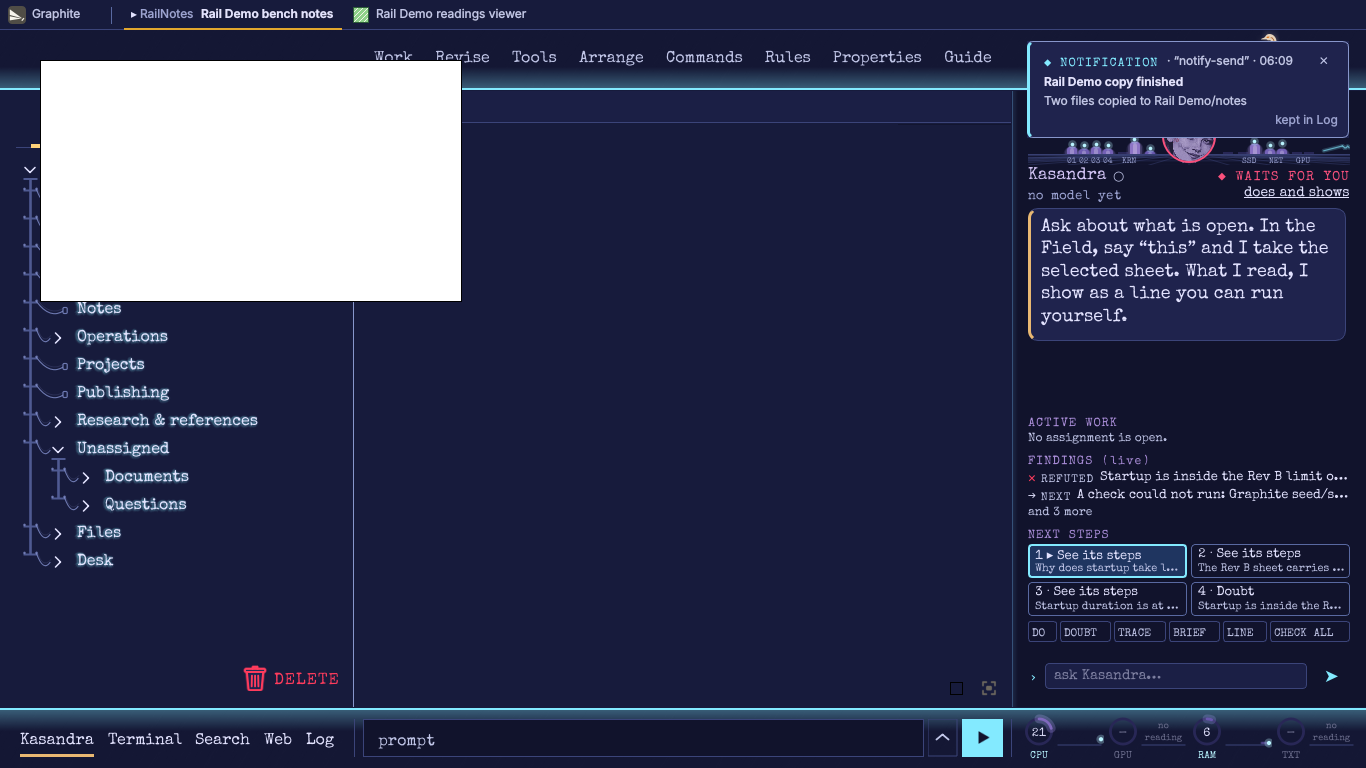 Graphite
▸ RailNotes Rail Demo bench notes
Rail Demo readings viewer
Work Revise Tools Arrange Commands Rules Properties Guide
◆ NOTIFICATION · “notify-send” · 06:09 ×
Rail Demo copy finished
Two files copied to Rail Demo/notes
kept in Log
01 02 03 04 KRN SSD NET GPU
Kasandra
◆ WAITS FOR YOU
no model yet
does and shows
Ask about what is open. In the
Field, say “this” and I take the
selected sheet. What I read, I
show as a line you can run
yourself.
Notes
Operations
Projects
Publishing
Research & references
Unassigned
Documents
Questions
Files
Desk
DELETE
ACTIVE WORK
No assignment is open.
FINDINGS (live)
× REFUTED Startup is inside the Rev B limit o…
→ NEXT A check could not run: Graphite seed/s…
and 3 more
NEXT STEPS
1 ▸ See its steps
Why does startup take l…
2 · See its steps
The Rev B sheet carries …
3 · See its steps
Startup duration is at …
4 · Doubt
Startup is inside the R…
DO DOUBT TRACE BRIEF LINE CHECK ALL
› ask Kasandra…
Kasandra Terminal Search Web Log
prompt
21 CPU
— GPU
no reading
6 RAM
— TXT
no reading